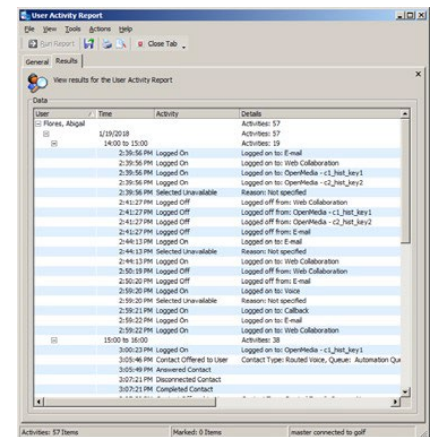 User Activity Report
File View Tools Actions Help
Run Report Close Tab
General Results
View results for the User Activity Report
Data
User Time Activity Details
Flores, Abigail Activities: 57
1/19/2018 Activities: 57
14:00 to 15:00 Activities: 19
2:39:56 PM Logged On Logged on to: E-mail
2:39:56 PM Logged On Logged on to: Web Collaboration
2:39:56 PM Logged On Logged on to: OpenMedia - c1_hist_key1
2:39:56 PM Logged On Logged on to: OpenMedia - c2_hist_key2
2:39:56 PM Selected Unavailable Reason: Not specified
2:41:27 PM Logged Off Logged off from: Web Collaboration
2:41:27 PM Logged Off Logged off from: OpenMedia - c1_hist_key1
2:41:27 PM Logged Off Logged off from: OpenMedia - c2_hist_key2
2:41:27 PM Logged Off Logged off from: E-mail
2:44:13 PM Logged On Logged on to: E-mail
2:44:13 PM Selected Unavailable Reason: Not specified
2:44:13 PM Logged On Logged on to: Web Collaboration
2:50:19 PM Logged Off Logged off from: Web Collaboration
2:50:20 PM Logged Off Logged off from: E-mail
2:59:20 PM Logged On Logged on to: Voice
2:59:20 PM Selected Unavailable Reason: Not specified
2:59:21 PM Logged On Logged on to: Callback
2:59:22 PM Logged On Logged on to: E-mail
2:59:22 PM Logged On Logged on to: Web Collaboration
15:00 to 16:00 Activities: 38
3:00:23 PM Logged On Logged on to: OpenMedia - c1_hist_key1
3:05:46 PM Contact Offered to User Contact Type: Routed Voice, Queue: Automation Que
3:05:49 PM Answered Contact
3:07:21 PM Disconnected Contact
3:07:21 PM Completed Contact
Activities: 57 Items Marked: 0 Items master connected to golf